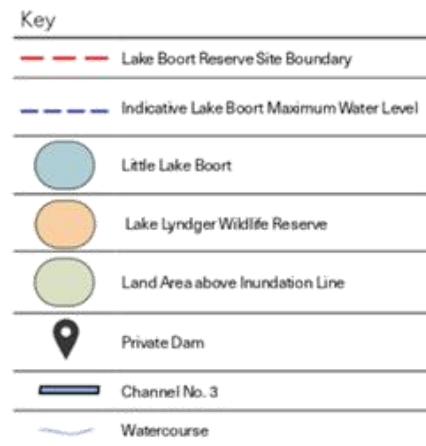 Key
Lake Boort Reserve Site Boundary
Indicative Lake Boort Maximum Water Level
Little Lake Boort
Lake Lyndger Wildlife Reserve
Land Area above Inundation Line
Private Dam
Channel No. 3
Watercourse